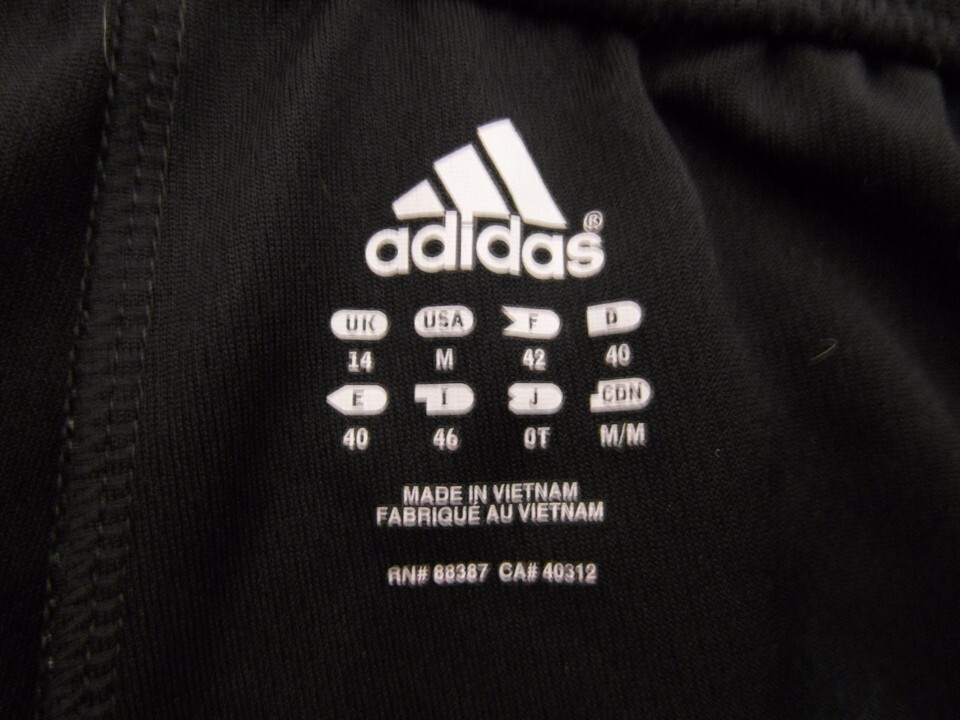 adidas®
UK USA F D
14 M 42 40
E I J CDN
40 46 OT M/M
MADE IN VIETNAM
FABRIQUÉ AU VIETNAM
RN# 88387 CA# 40312